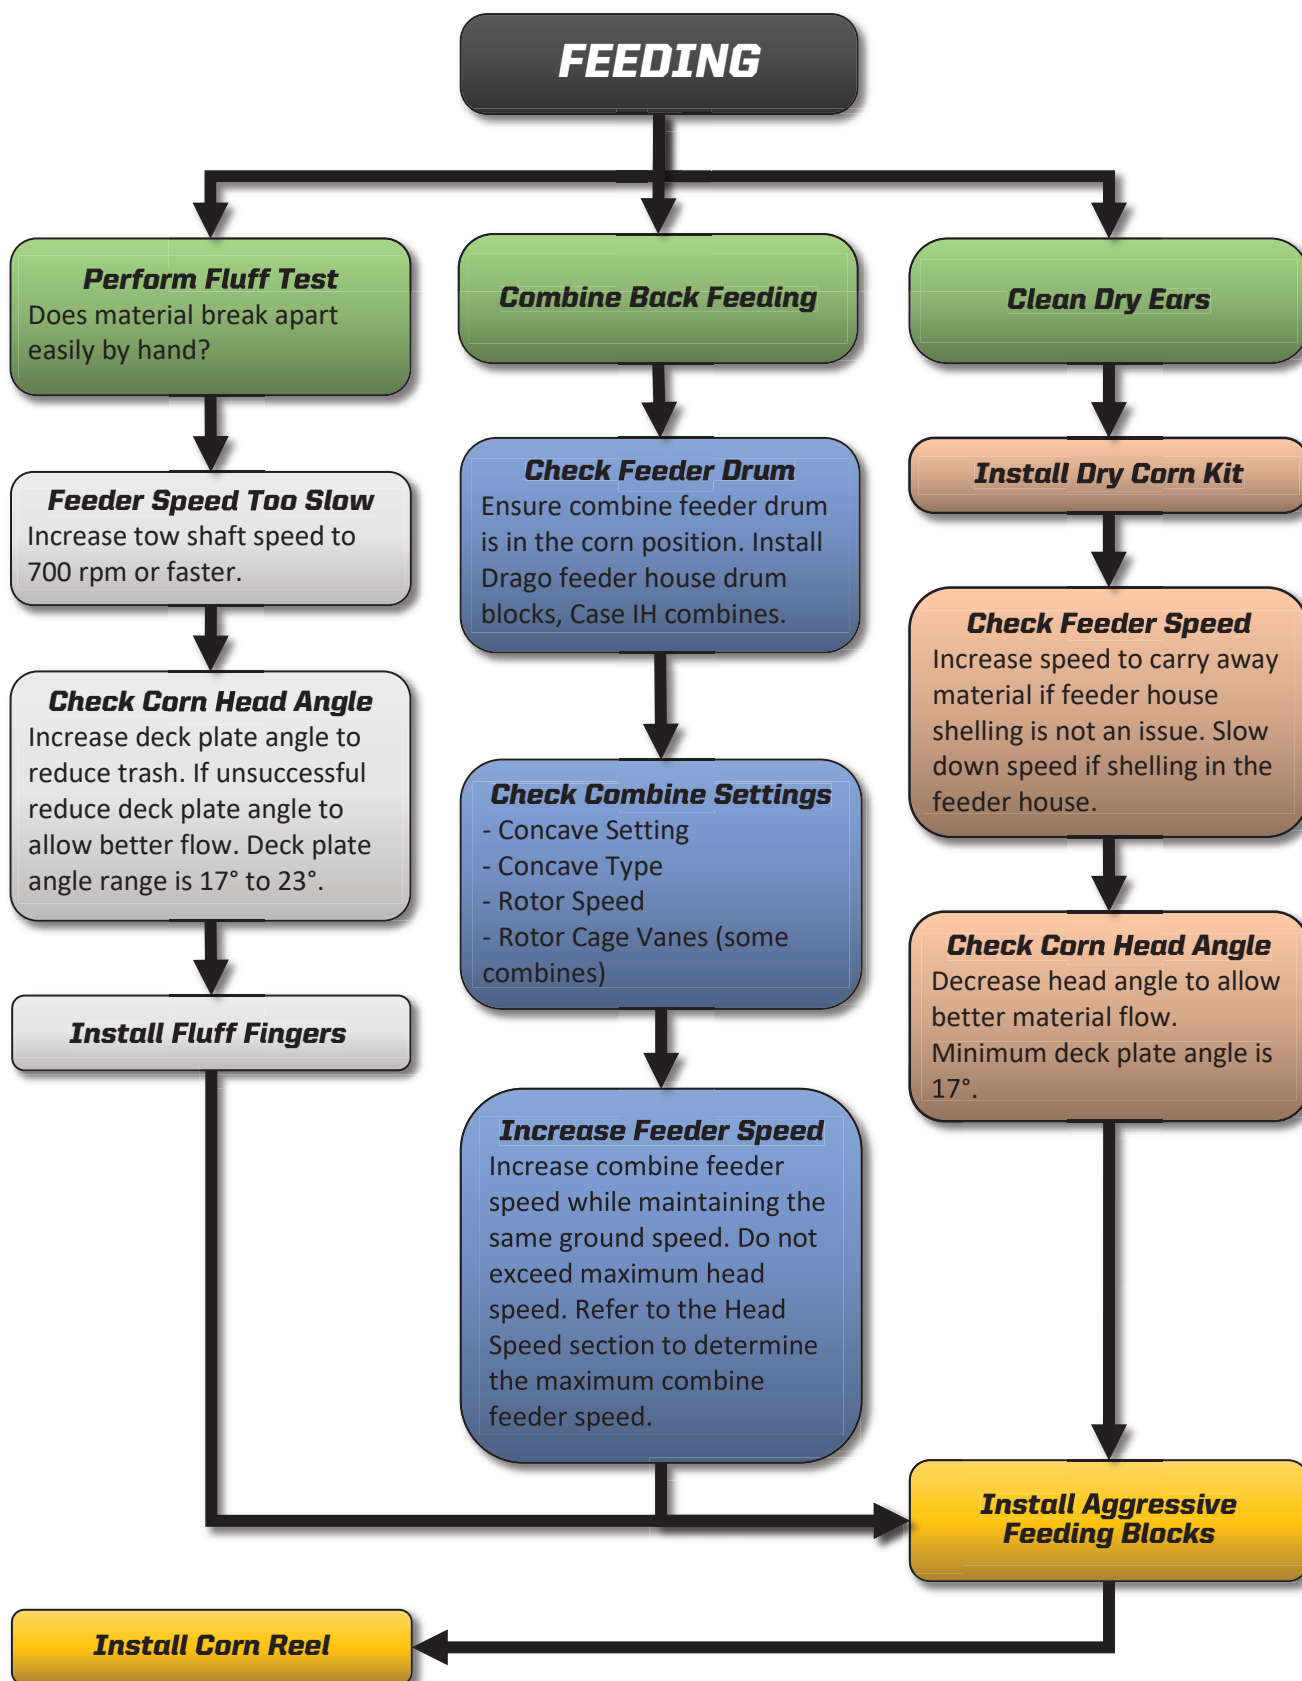 FEEDING
Perform Fluff Test
Does material break apart
easily by hand?
Feeder Speed Too Slow
Increase tow shaft speed to
700 rpm or faster.
Check Corn Head Angle
Increase deck plate angle to
reduce trash. If unsuccessful
reduce deck plate angle to
allow better flow. Deck plate
angle range is 17° to 23°.
Install Fluff Fingers
Combine Back Feeding
Check Feeder Drum
Ensure combine feeder drum
is in the corn position. Install
Drago feeder house drum
blocks, Case IH combines.
Check Combine Settings
- Concave Setting
- Concave Type
- Rotor Speed
- Rotor Cage Vanes (some
combines)
Increase Feeder Speed
Increase combine feeder
speed while maintaining the
same ground speed. Do not
exceed maximum head
speed. Refer to the Head
Speed section to determine
the maximum combine
feeder speed.
Clean Dry Ears
Install Dry Corn Kit
Check Feeder Speed
Increase speed to carry away
material if feeder house
shelling is not an issue. Slow
down speed if shelling in the
feeder house.
Check Corn Head Angle
Decrease head angle to allow
better material flow.
Minimum deck plate angle is
17°.
Install Aggressive
Feeding Blocks
Install Corn Reel